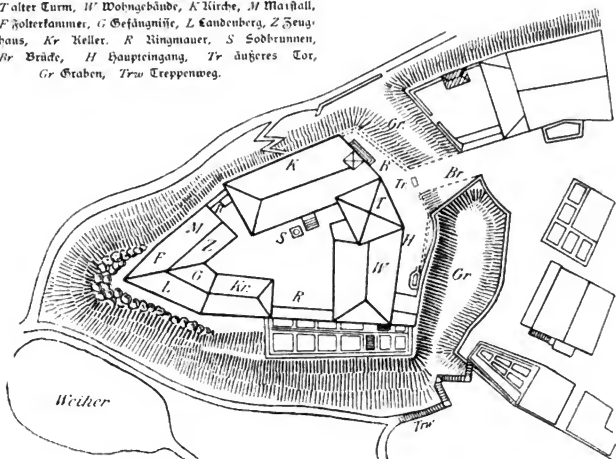 T alter Turm, W Wohngebäude, K Kirche, M Marstall,
F Folterkammer, G Gefängnisse, L Landenberg, Z Zeug-
haus, Kr Keller. R Ringmauer, S Sodbrunnen,
Br Brücke, H Haupteingang, Tr äußeres Tor,
Gr Graben, Trw Treppenweg.
Gr
K
R
Br
Tr
T
R
M
S
H
Z
F
G
W
Gr
L
Kr
R
Weiher
Trw